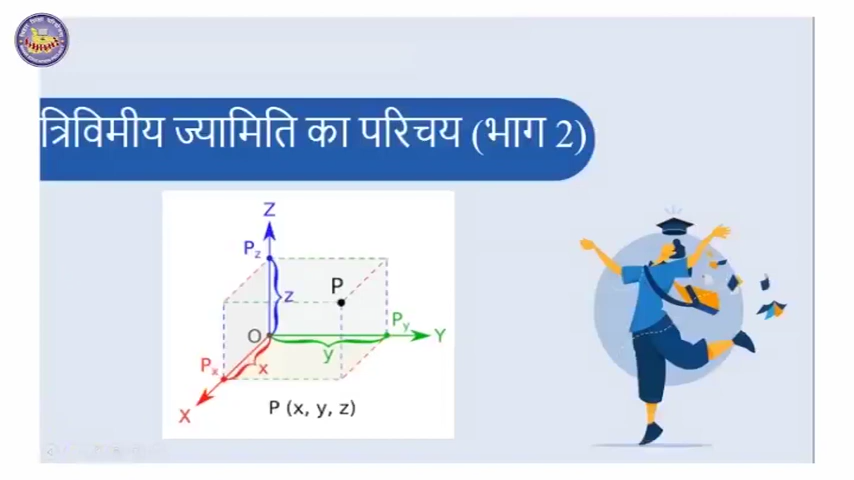 त्रिविमीय ज्यामिति का परिचय (भाग 2)
Z
Pz
P
z
O
Py
Y
y
Px
x
X
P (x, y, z)